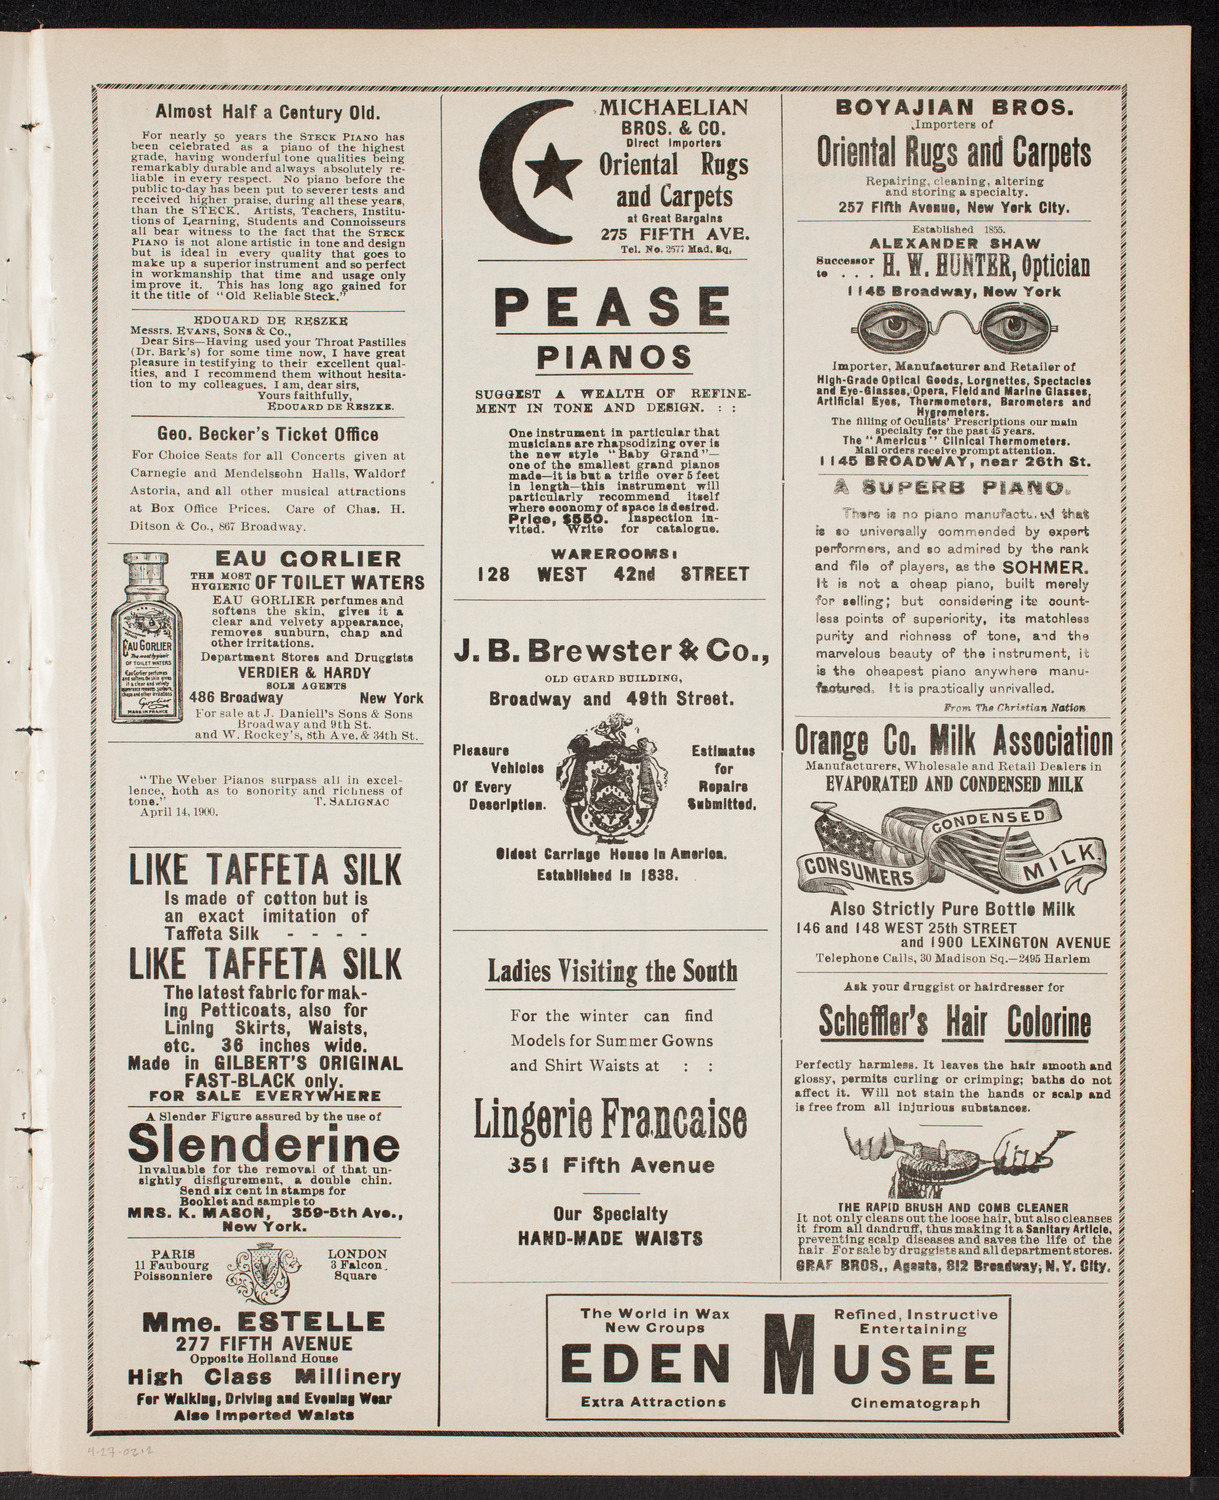 Almost Half a Century Old.
For nearly 50 years the STECK PIANO has
been celebrated as a piano of the highest
grade, having wonderful tone qualities being
remarkably durable and always absolutely re-
liable in every respect. No piano before the
public to-day has been put to severer tests and
received higher praise, during all these years,
than the STECK. Artists, Teachers, Institu-
tions of Learning, Students and Connoisseurs
all bear witness to the fact that the STECK
PIANO is not alone artistic in tone and design
but is ideal in every quality that goes to
make up a superior instrument and so perfect
in workmanship that time and usage only
improve it. This has long ago gained for
it the title of "Old Reliable Steck."
EDOUARD DE RESZKE
Messrs. EVANS, SONS & Co.,
Dear Sirs—Having used your Throat Pastilles
(Dr. Bark's) for some time now, I have great
pleasure in testifying to their excellent qual-
ities, and I recommend them without hesita-
tion to my colleagues. I am, dear sirs,
Yours faithfully,
EDOUARD DE RESZKE.
Geo. Becker's Ticket Office
For Choice Seats for all Concerts given at
Carnegie and Mendelssohn Halls, Waldorf
Astoria, and all other musical attractions
at Box Office Prices. Care of Chas. H.
Ditson & Co., 867 Broadway.
EAU GORLIER
THE MOST HYGIENIC OF TOILET WATERS
EAU GORLIER perfumes and
softens the skin, gives it a
clear and velvety appearance,
removes sunburn, chap and
other irritations.
Department Stores and Druggists
VERDIER & HARDY
SOLE AGENTS
486 Broadway New York
For sale at J. Daniell's Sons & Sons
Broadway and 9th St.
and W. Rockey's, 8th Ave. & 34th St.
EAU GORLIER
The most hygienic
OF TOILET WATERS
MADE IN FRANCE
"The Weber Pianos surpass all in excel-
lence, both as to sonority and richness of
tone." T. SALIGNAC
April 14, 1900.
LIKE TAFFETA SILK
Is made of cotton but is
an exact imitation of
Taffeta Silk - - - -
LIKE TAFFETA SILK
The latest fabric for mak-
ing Petticoats, also for
Lining Skirts, Waists,
etc. 36 inches wide.
Made in GILBERT'S ORIGINAL
FAST-BLACK only.
FOR SALE EVERYWHERE
A Slender Figure assured by the use of
Slenderine
Invaluable for the removal of that un-
sightly disfigurement, a double chin.
Send six cent in stamps for
Booklet and sample to
MRS. K. MASON, 359-5th Ave.,
New York.
PARIS
11 Faubourg
Poissonniere
LONDON
3 Falcon
Square
Mme. ESTELLE
277 FIFTH AVENUE
Opposite Holland House
High Class Millinery
For Walking, Driving and Evening Wear
Also Imported Waists
MICHAELIAN
BROS. & CO.
Direct Importers
Oriental Rugs
and Carpets
at Great Bargains
275 FIFTH AVE.
Tel. No. 2577 Mad. Sq.
PEASE
PIANOS
SUGGEST A WEALTH OF REFINE-
MENT IN TONE AND DESIGN. : :
One instrument in particular that
musicians are rhapsodizing over is
the new style "Baby Grand"—
one of the smallest grand pianos
made—it is but a trifle over 5 feet
in length—this instrument will
particularly recommend itself
where economy of space is desired.
Price, $550. Inspection in-
vited. Write for catalogue.
WAREROOMS:
128 WEST 42nd STREET
J. B. Brewster & Co.,
OLD GUARD BUILDING,
Broadway and 49th Street.
Pleasure
Vehicles
Of Every
Description.
Estimates
for
Repairs
Submitted.
Oldest Carriage House in America.
Established in 1838.
Ladies Visiting the South
For the winter can find
Models for Summer Gowns
and Shirt Waists at : :
Lingerie Francaise
351 Fifth Avenue
Our Specialty
HAND-MADE WAISTS
BOYAJIAN BROS.
Importers of
Oriental Rugs and Carpets
Repairing, cleaning, altering
and storing a specialty.
257 Fifth Avenue, New York City.
Established 1855.
ALEXANDER SHAW
Successor to . . . H. W. HUNTER, Optician
1145 Broadway, New York
Importer, Manufacturer and Retailer of
High-Grade Optical Goods, Lorgnettes, Spectacles
and Eye-Glasses, Opera, Field and Marine Glasses,
Artificial Eyes, Thermometers, Barometers and
Hygrometers.
The filling of Oculists' Prescriptions our main
specialty for the past 45 years.
The "Americus" Clinical Thermometers.
Mail orders receive prompt attention.
1145 BROADWAY, near 26th St.
A SUPERB PIANO.
There is no piano manufactured that
is so universally commended by expert
performers, and so admired by the rank
and file of players, as the SOHMER.
It is not a cheap piano, built merely
for selling; but considering its count-
less points of superiority, its matchless
purity and richness of tone, and the
marvelous beauty of the instrument, it
is the cheapest piano anywhere manu-
factured. It is practically unrivalled.
From The Christian Nation
Orange Co. Milk Association
Manufacturers, Wholesale and Retail Dealers in
EVAPORATED AND CONDENSED MILK
CONSUMERS CONDENSED MILK.
Also Strictly Pure Bottle Milk
146 and 148 WEST 25th STREET
and 1900 LEXINGTON AVENUE
Telephone Calls, 30 Madison Sq.—2495 Harlem
Ask your druggist or hairdresser for
Scheffler's Hair Colorine
Perfectly harmless. It leaves the hair smooth and
glossy, permits curling or crimping; baths do not
affect it. Will not stain the hands or scalp and
is free from all injurious substances.
THE RAPID BRUSH AND COMB CLEANER
It not only cleans out the loose hair, but also cleanses
it from all dandruff, thus making it a Sanitary Article,
preventing scalp diseases and saves the life of the
hair For sale by druggists and all department stores.
GRAF BROS., Agents, 812 Broadway, N. Y. City.
The World in Wax
New Groups
Refined, Instructive
Entertaining
EDEN MUSEE
Extra Attractions
Cinematograph
4-27-0212